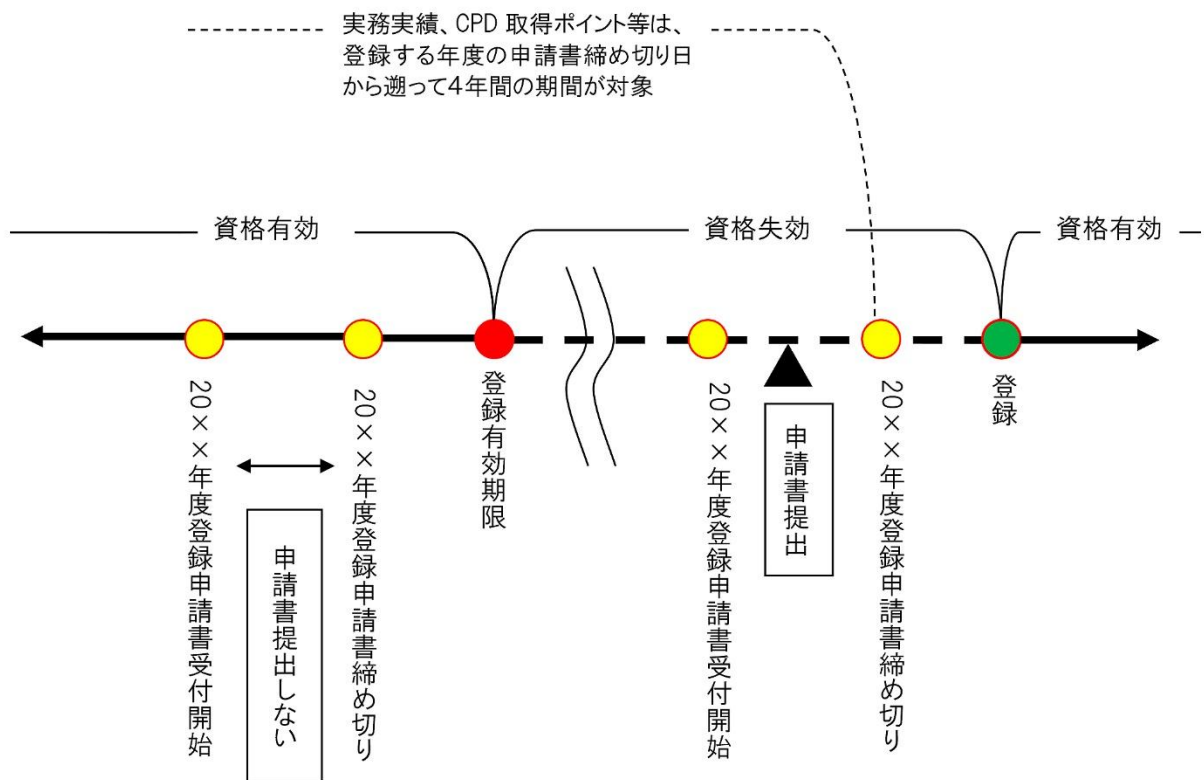 実務実績、CPD 取得ポイント等は、
登録する年度の申請書締め切り日
から遡って4年間の期間が対象
資格有効
資格失効
資格有効
20××年度登録申請書受付開始
申請書提出しない
20××年度登録申請書締め切り
登録有効期限
20××年度登録申請書受付開始
申請書提出
20××年度登録申請書締め切り
登録